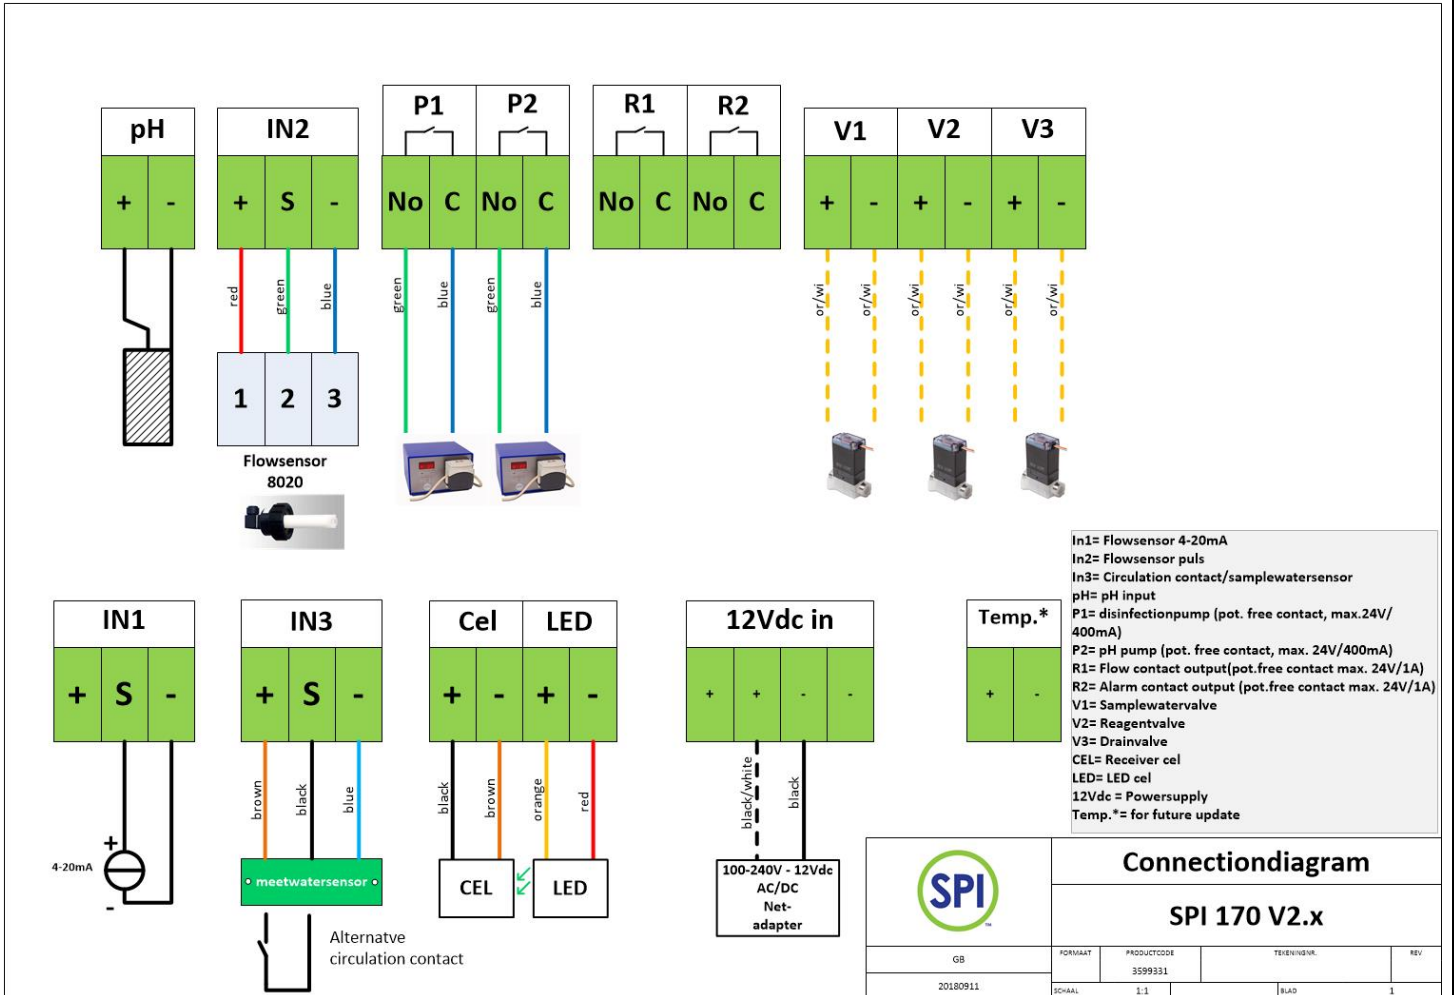 pH
IN2
P1 P2
R1 R2
V1 V2 V3
+ -
+ S -
No C No C
No C No C
+ - + - + -
red green blue
green blue green blue
or/wi or/wi or/wi or/wi or/wi or/wi
1 2 3
Flowsensor
8020
In1= Flowsensor 4-20mA
In2= Flowsensor puls
In3= Circulation contact/samplewatersensor
pH= pH input
P1= disinfectionpump (pot. free contact, max.24V/
400mA)
P2= pH pump (pot. free contact, max. 24V/400mA)
R1= Flow contact output(pot.free contact max. 24V/1A)
R2= Alarm contact output (pot.free contact max. 24V/1A)
V1= Samplewatervalve
V2= Reagentvalve
V3= Drainvalve
CEL= Receiver cel
LED= LED cel
12Vdc = Powersupply
Temp.*= for future update
IN1
IN3
Cel LED
12Vdc in
Temp.*
+ S -
+ S -
+ - + -
+ + - -
+ -
brown black blue
black brown orange red
black/white black
+
4-20mA
-
meetwatersensor
CEL LED
100-240V - 12Vdc
AC/DC
Net-
adapter
Alternatve
circulation contact
SPI
TM
Connectiondiagram
SPI 170 V2.x
GB
20180911
FORMAAT PRODUCTCODE TEKENINGNR. REV
3599331
SCHAAL 1:1 BLAD 1